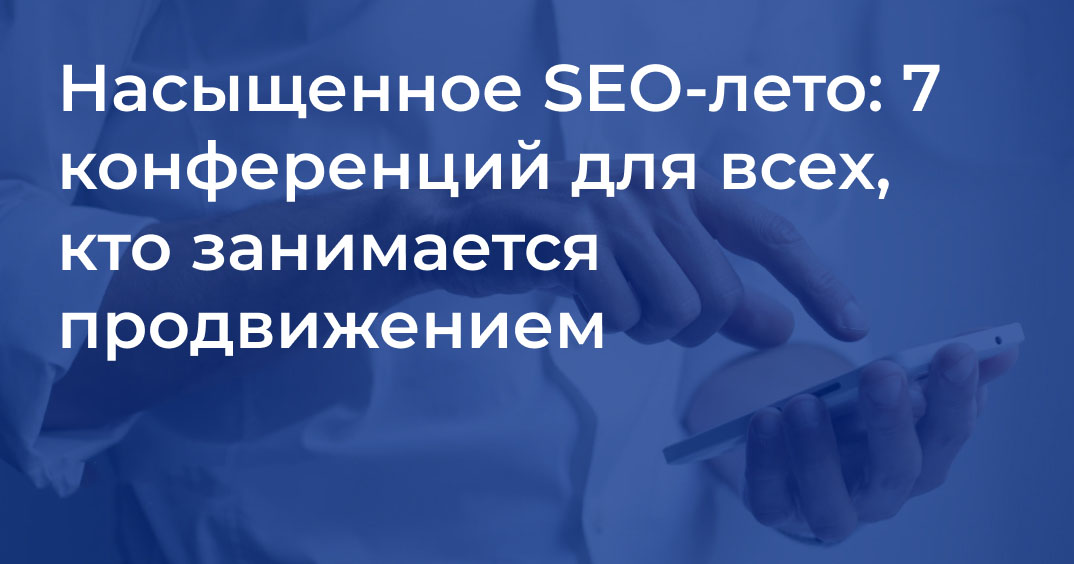 Насыщенное SEO-лето: 7
конференций для всех,
кто занимается
продвижением